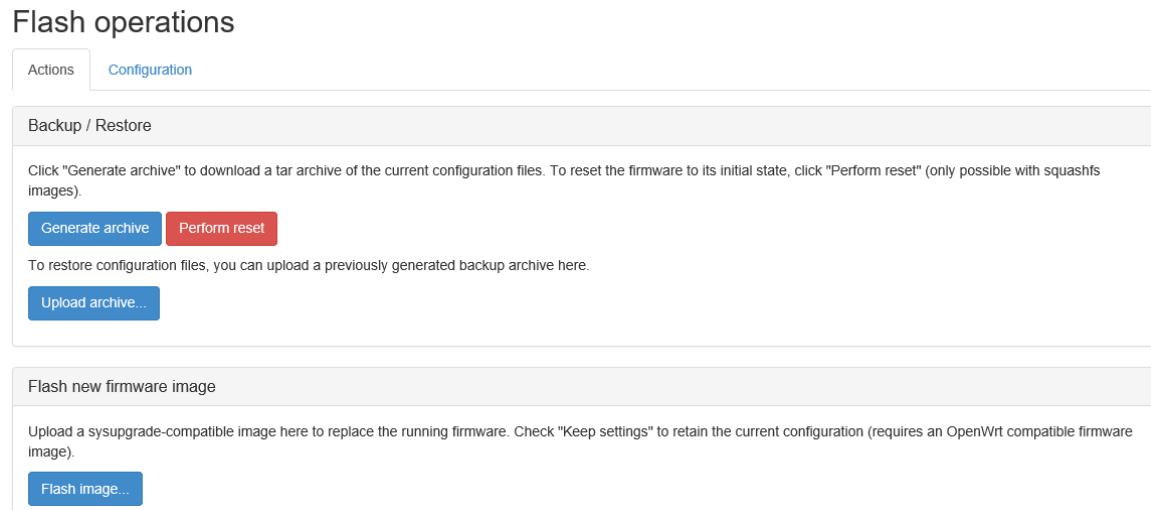 Flash operations
Actions Configuration
Backup / Restore
Click "Generate archive" to download a tar archive of the current configuration files. To reset the firmware to its initial state, click "Perform reset" (only possible with squashfs
images).
Generate archive Perform reset
To restore configuration files, you can upload a previously generated backup archive here.
Upload archive...
Flash new firmware image
Upload a sysupgrade-compatible image here to replace the running firmware. Check "Keep settings" to retain the current configuration (requires an OpenWrt compatible firmware
image).
Flash image...